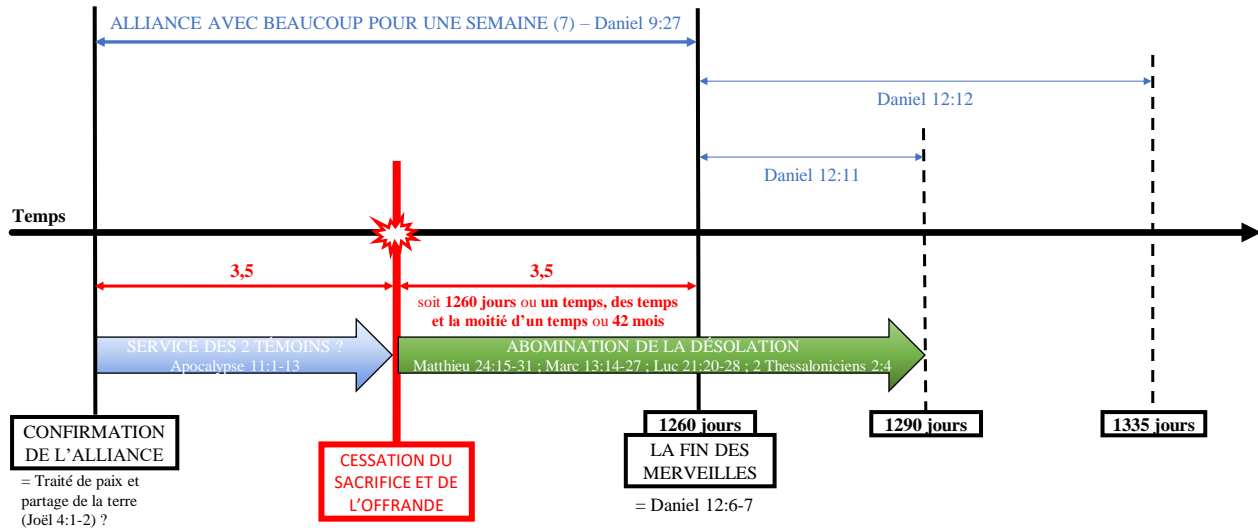 ALLIANCE AVEC BEAUCOUP POUR UNE SEMAINE (7) – Daniel 9:27
Daniel 12:12
Daniel 12:11
Temps
3,5
3,5
soit 1260 jours ou un temps, des temps
et la moitié d’un temps ou 42 mois
SERVICE DES 2 TÉMOINS ?
Apocalypse 11:1-13
ABOMINATION DE LA DÉSOLATION
Matthieu 24:15-31 ; Marc 13:14-27 ; Luc 21:20-28 ; 2 Thessaloniciens 2:4
CONFIRMATION
DE L’ALLIANCE
= Traité de paix et
partage de la terre
(Joël 4:1-2) ?
CESSATION DU
SACRIFICE ET DE
L’OFFRANDE
1260 jours
LA FIN DES
MERVEILLES
= Daniel 12:6-7
1290 jours
1335 jours